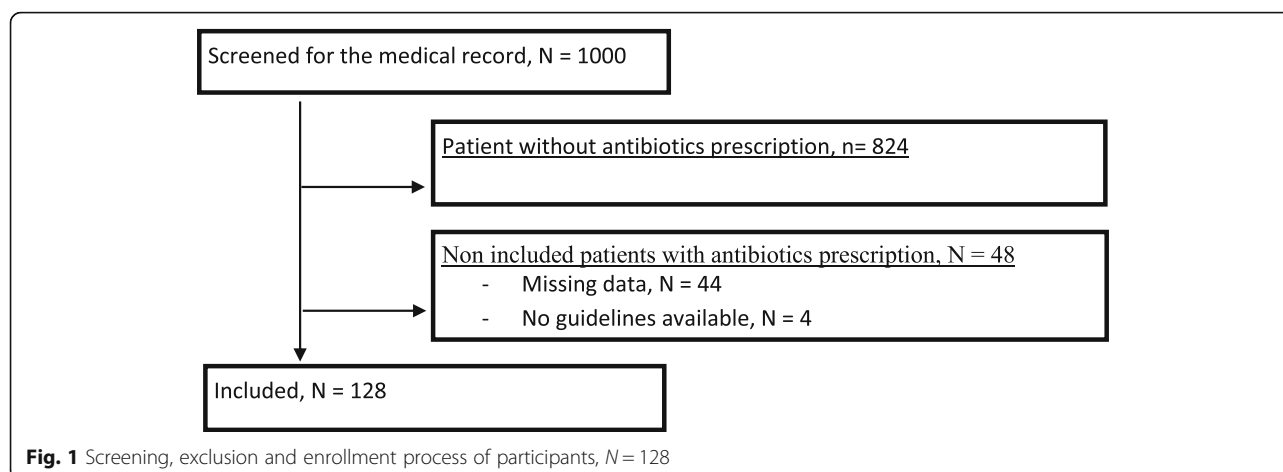 Screened for the medical record, N = 1000
Patient without antibiotics prescription, n= 824
Non included patients with antibiotics prescription, N = 48
- Missing data, N = 44
- No guidelines available, N = 4
Included, N = 128
Fig. 1 Screening, exclusion and enrollment process of participants, N = 128